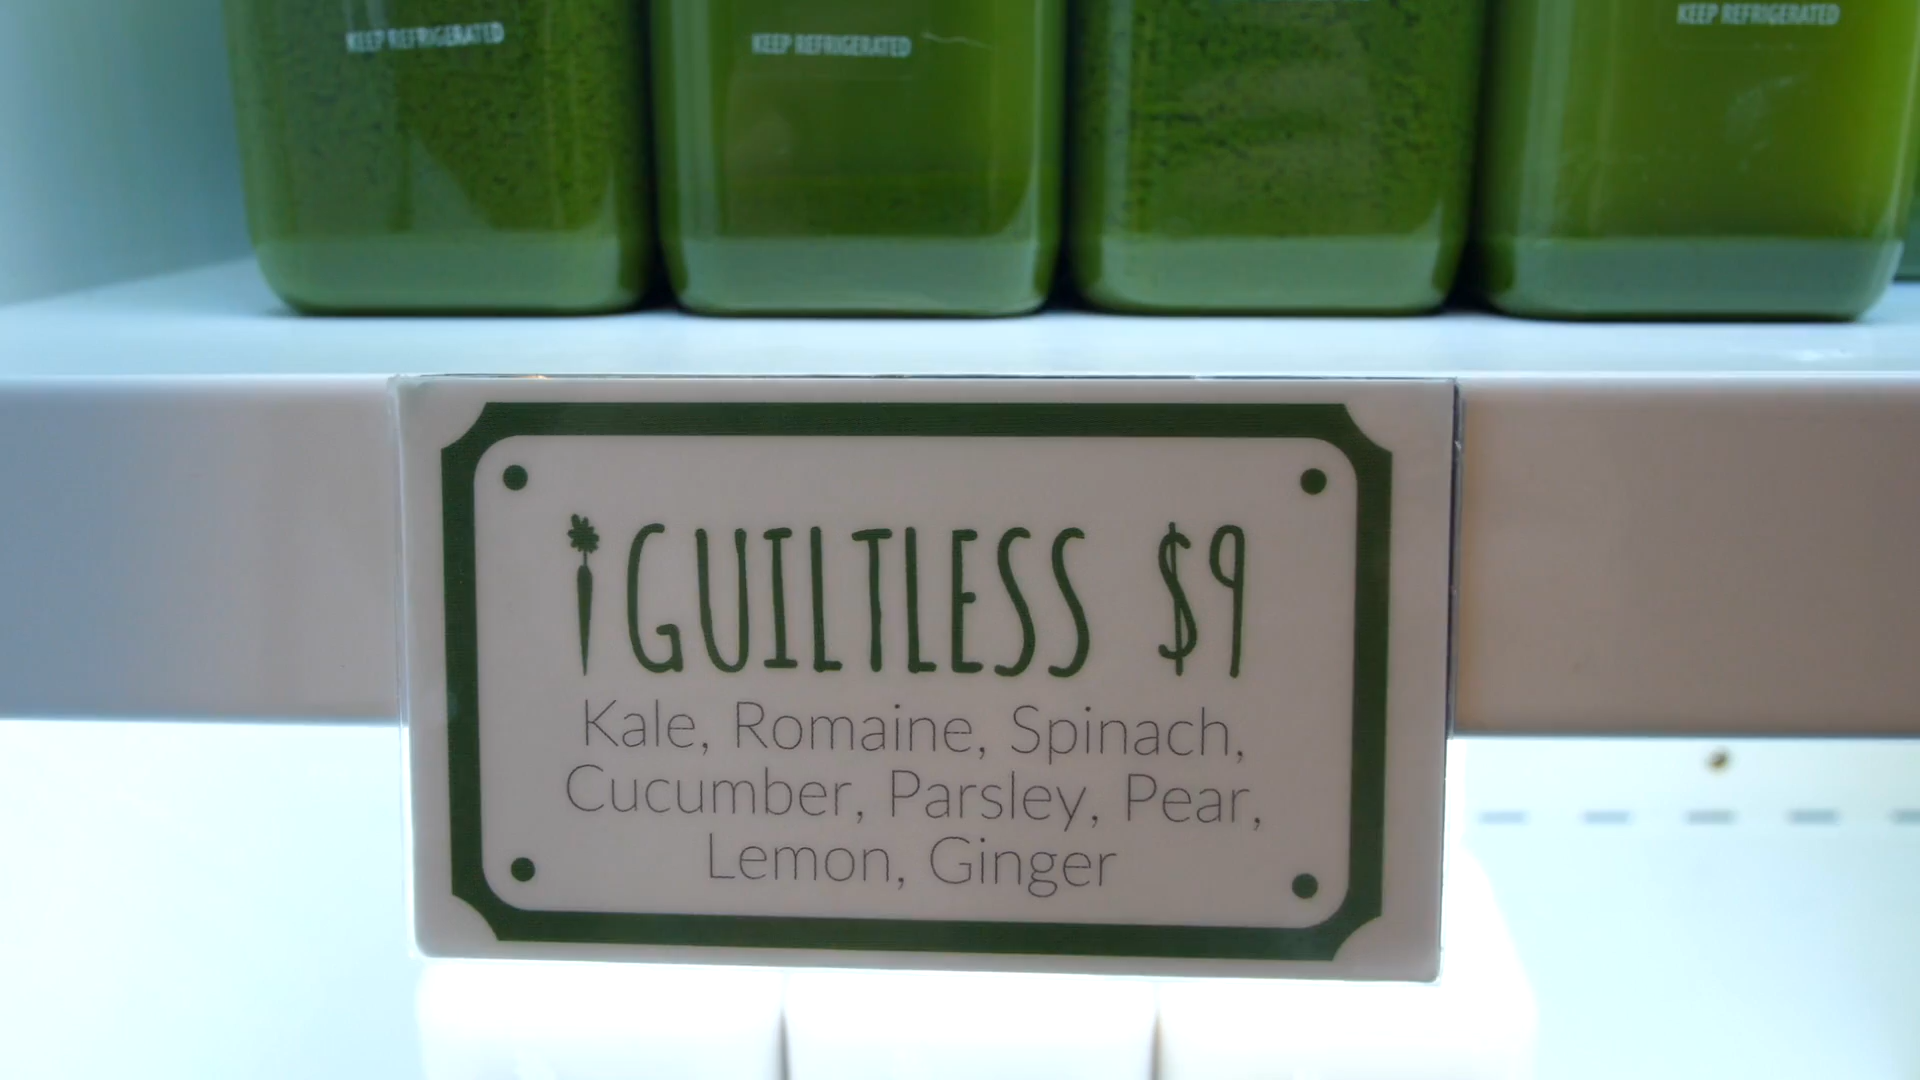 KEEP REFRIGERATED
KEEP REFRIGERATED
KEEP REFRIGERATED
GUILTLESS $9
Kale, Romaine, Spinach,
Cucumber, Parsley, Pear,
Lemon, Ginger